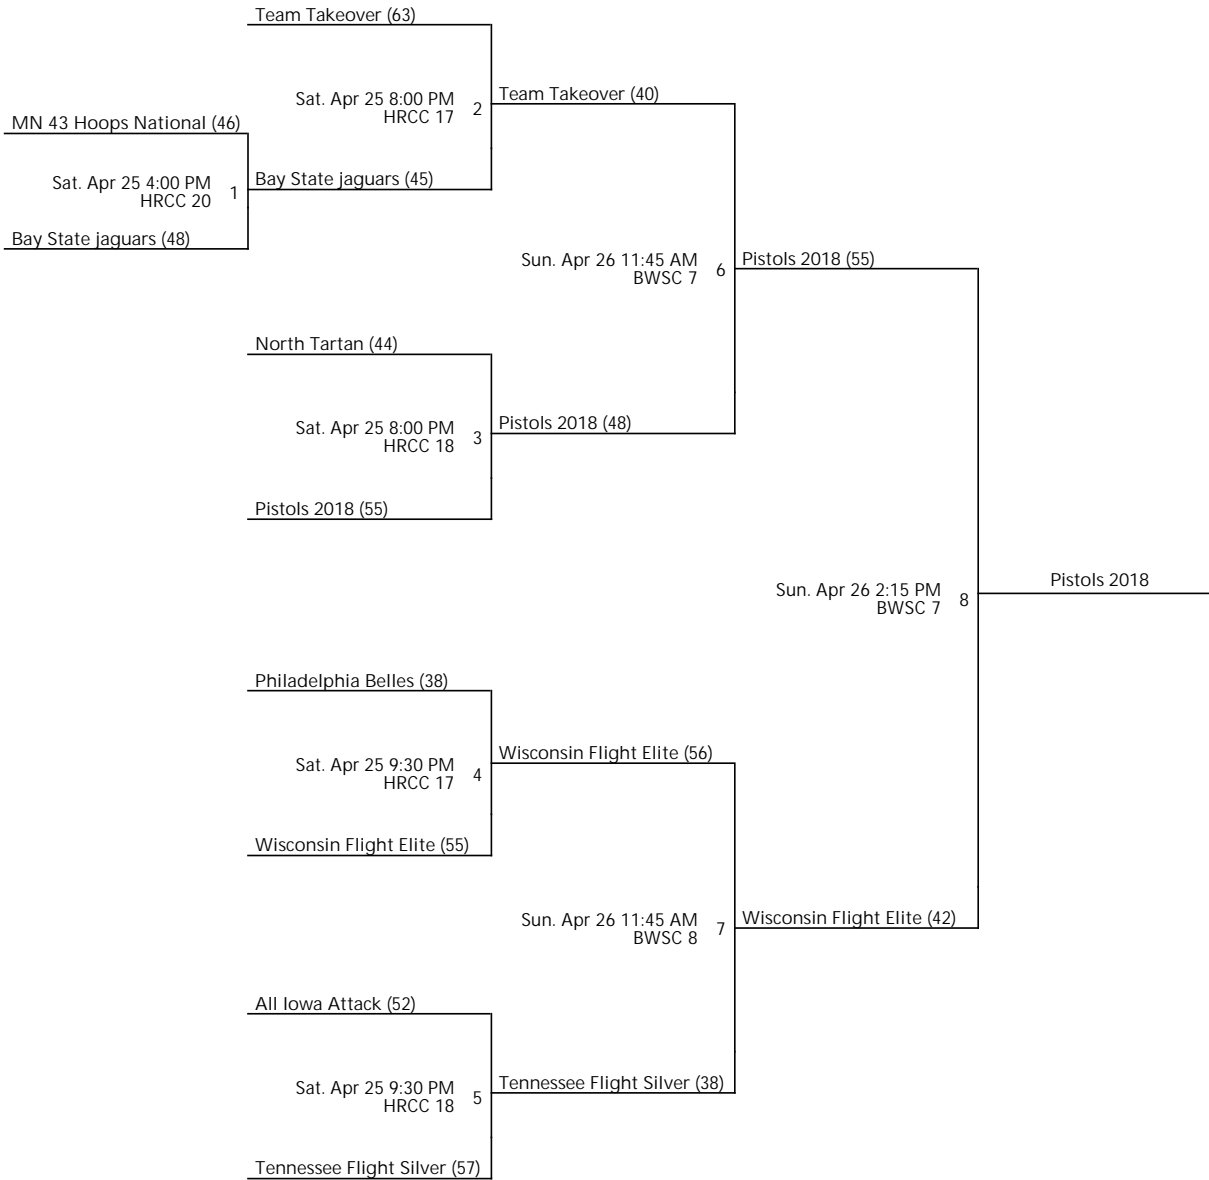 Team Takeover (63)
Sat. Apr 25 8:00 PM
HRCC 17
2
Team Takeover (40)
MN 43 Hoops National (46)
Sat. Apr 25 4:00 PM
HRCC 20
1
Bay State jaguars (45)
Bay State jaguars (48)
Sun. Apr 26 11:45 AM
BWSC 7
6
Pistols 2018 (55)
North Tartan (44)
Sat. Apr 25 8:00 PM
HRCC 18
3
Pistols 2018 (48)
Pistols 2018 (55)
Sun. Apr 26 2:15 PM
BWSC 7
8
Pistols 2018
Philadelphia Belles (38)
Sat. Apr 25 9:30 PM
HRCC 17
4
Wisconsin Flight Elite (56)
Wisconsin Flight Elite (55)
Sun. Apr 26 11:45 AM
BWSC 8
7
Wisconsin Flight Elite (42)
All Iowa Attack (52)
Sat. Apr 25 9:30 PM
HRCC 18
5
Tennessee Flight Silver (38)
Tennessee Flight Silver (57)